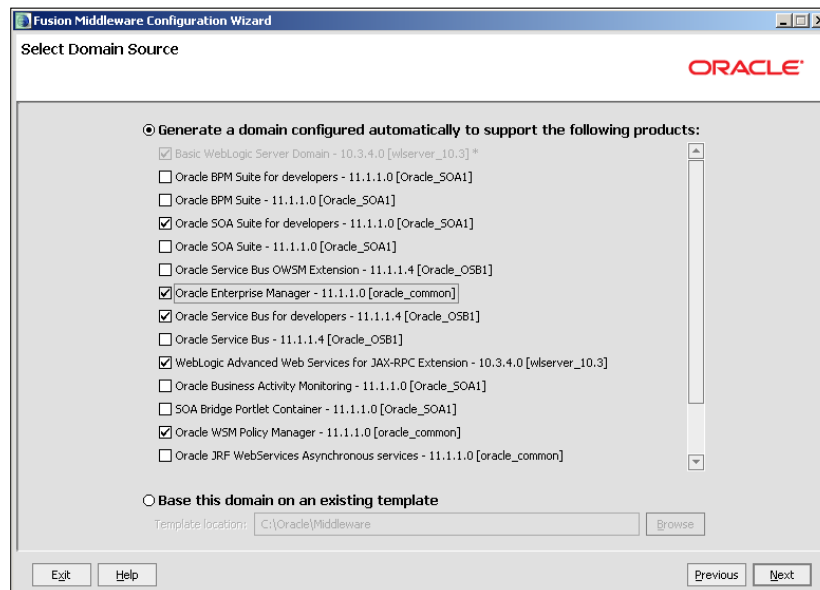 Fusion Middleware Configuration Wizard
Select Domain Source
ORACLE
Generate a domain configured automatically to support the following products:
Basic WebLogic Server Domain - 10.3.4.0 [wlserver_10.3] *
Oracle BPM Suite for developers - 11.1.1.0 [Oracle_SOA1]
Oracle BPM Suite - 11.1.1.0 [Oracle_SOA1]
Oracle SOA Suite for developers - 11.1.1.0 [Oracle_SOA1]
Oracle SOA Suite - 11.1.1.0 [Oracle_SOA1]
Oracle Service Bus OWSM Extension - 11.1.1.4 [Oracle_OSB1]
Oracle Enterprise Manager - 11.1.1.0 [oracle_common]
Oracle Service Bus for developers - 11.1.1.4 [Oracle_OSB1]
Oracle Service Bus - 11.1.1.4 [Oracle_OSB1]
WebLogic Advanced Web Services for JAX-RPC Extension - 10.3.4.0 [wlserver_10.3]
Oracle Business Activity Monitoring - 11.1.1.0 [Oracle_SOA1]
SOA Bridge Portlet Container - 11.1.1.0 [Oracle_SOA1]
Oracle WSM Policy Manager - 11.1.1.0 [oracle_common]
Oracle JRF WebServices Asynchronous services - 11.1.1.0 [oracle_common]
Base this domain on an existing template
Template location: C:\Oracle\Middleware Browse
Exit Help Previous Next